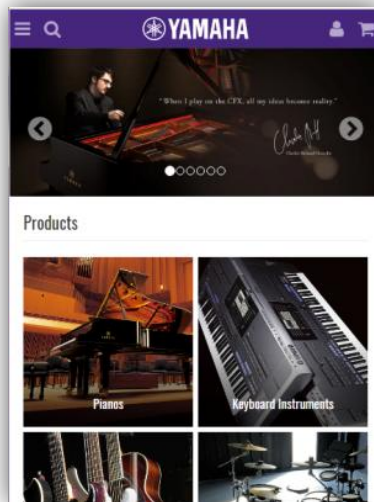 YAMAHA
"When I play on the CFX, all my ideas become reality."
Products
Pianos
Keyboard Instruments